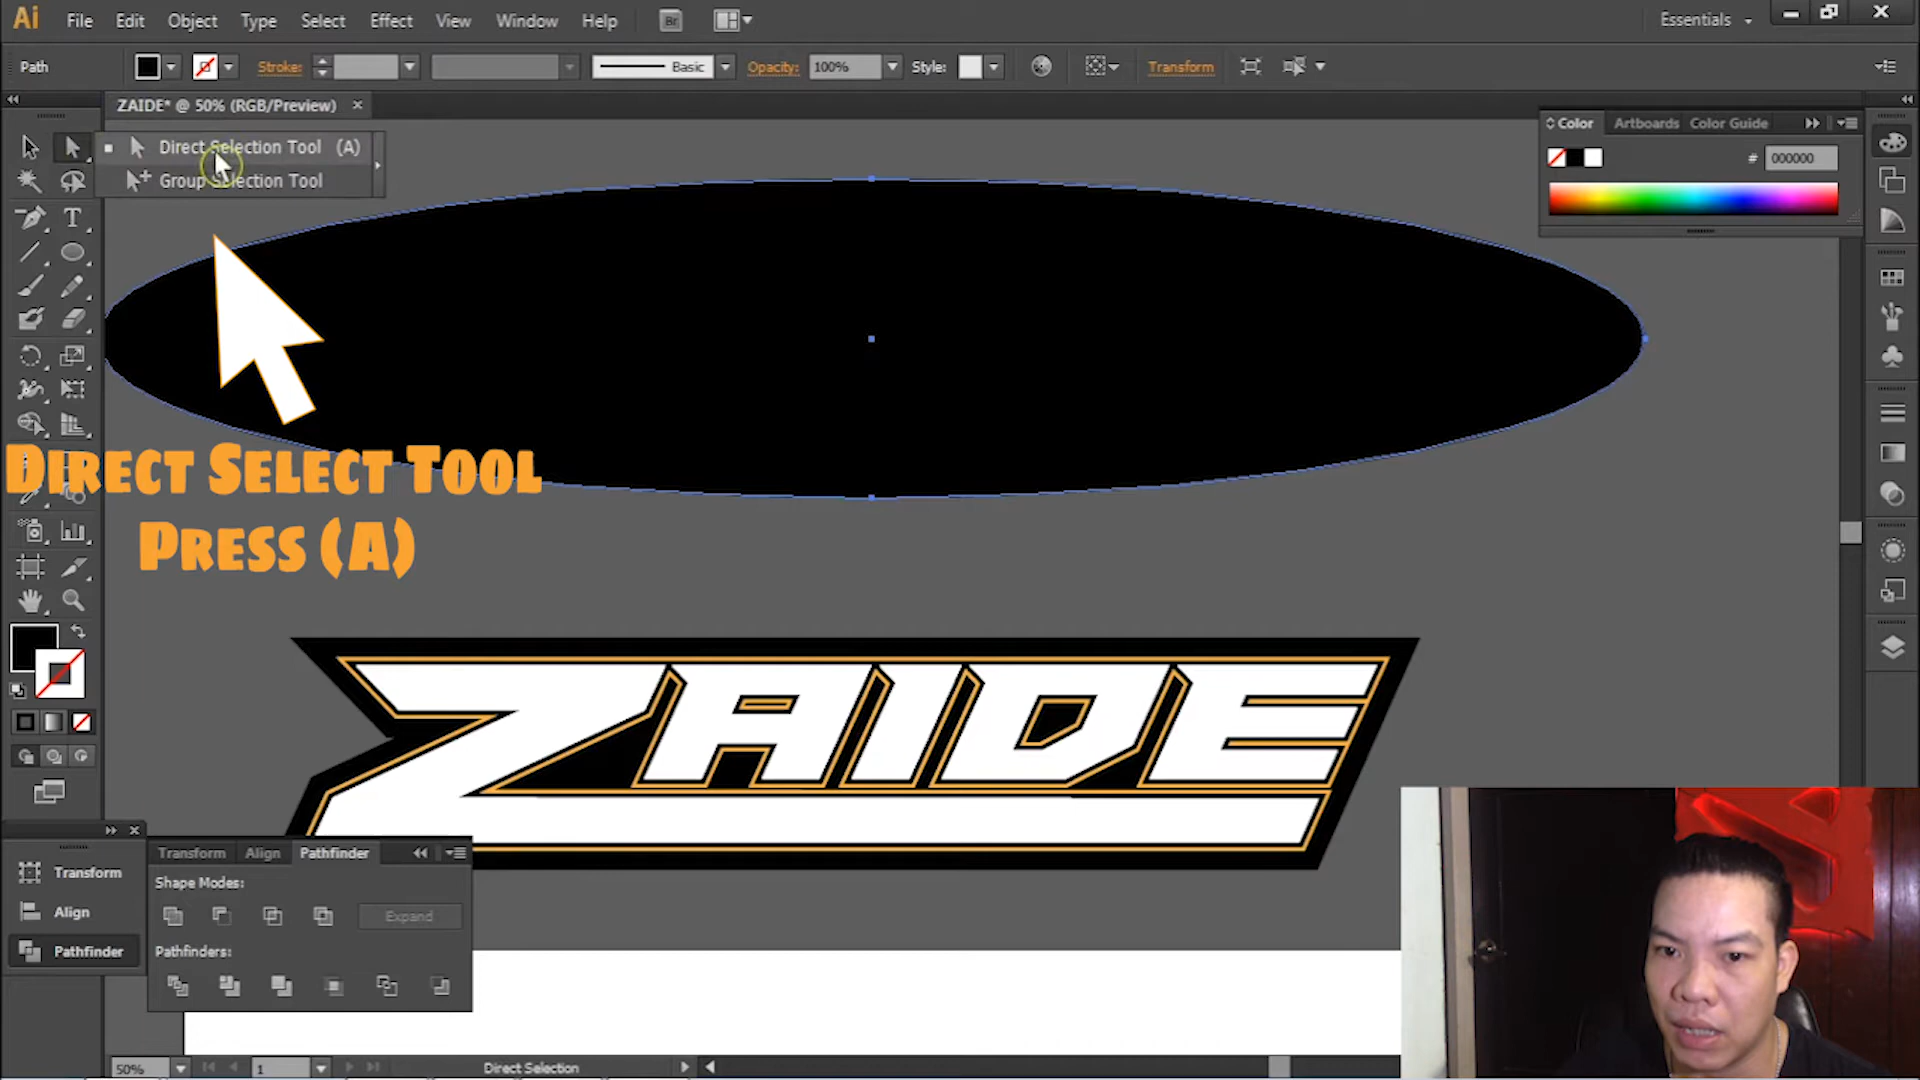 Ai File Edit Object Type Select Effect View Window Help Br Essentials
Path Stroke: Basic Opacity: 100% Style: Transform
ZAIDE* @ 50% (RGB/Preview)
Color Artboards Color Guide
# 000000
Direct Selection Tool (A)
Group Selection Tool
T
DIRECT SELECT TOOL
PRESS (A)
ZAIDE
Transform
Align
Pathfinder
Transform Align Pathfinder
Shape Modes:
Expand
Pathfinders:
50% 1 Direct Selection